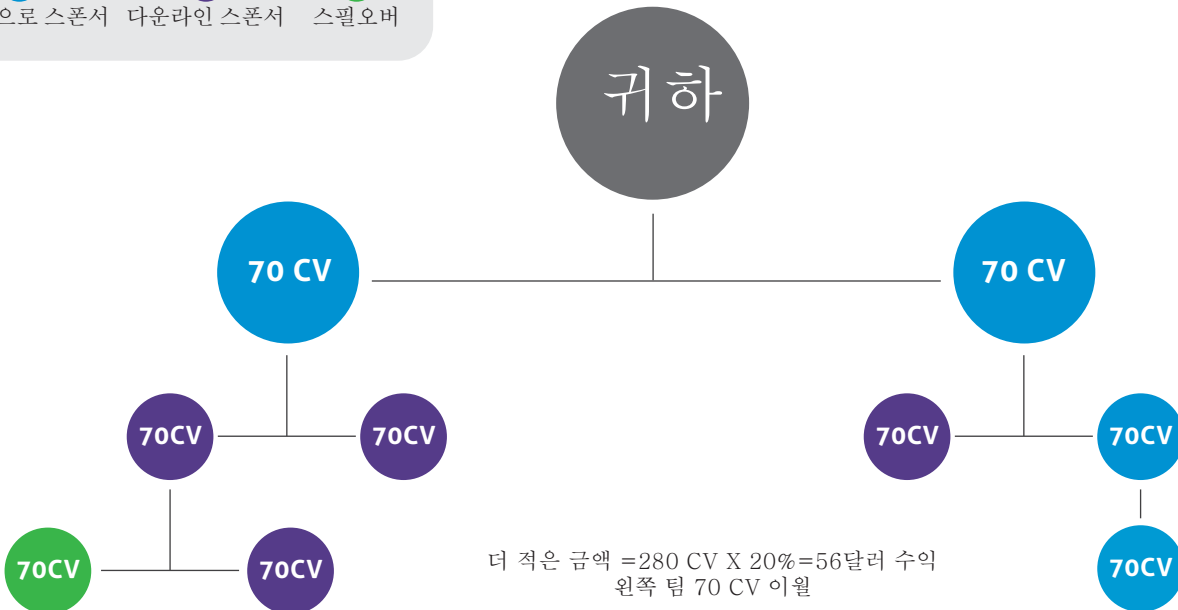 으로 스폰서 다운라인 스폰서 스필오버
귀하
70 CV
70 CV
70CV
70CV
70CV
70CV
70CV
70CV
70CV
더 적은 금액 =280 CV X 20%=56달러 수익
왼쪽 팀 70 CV 이월